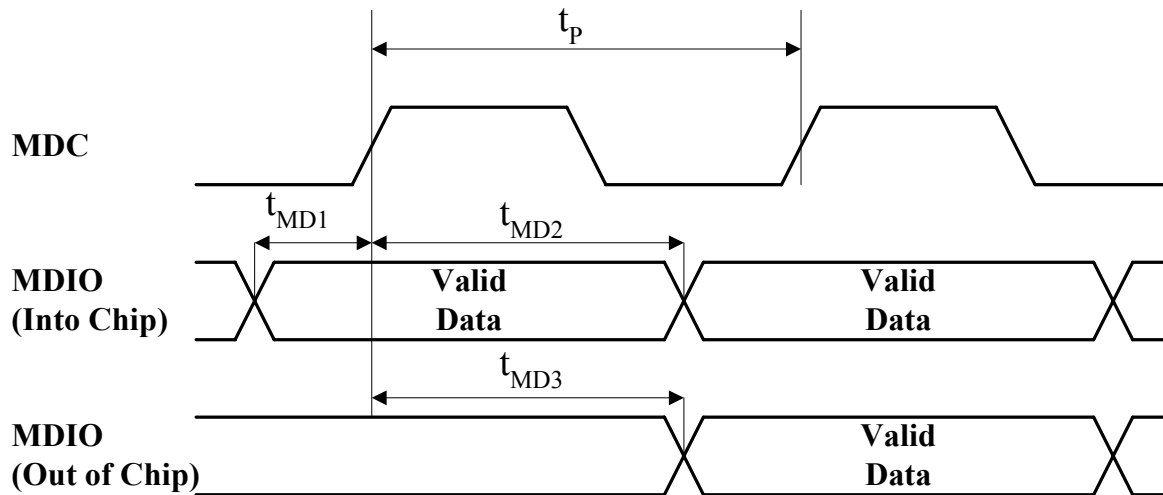 tP
MDC
tMD1
tMD2
MDIO
(Into Chip)
Valid
Data
Valid
Data
tMD3
MDIO
(Out of Chip)
Valid
Data